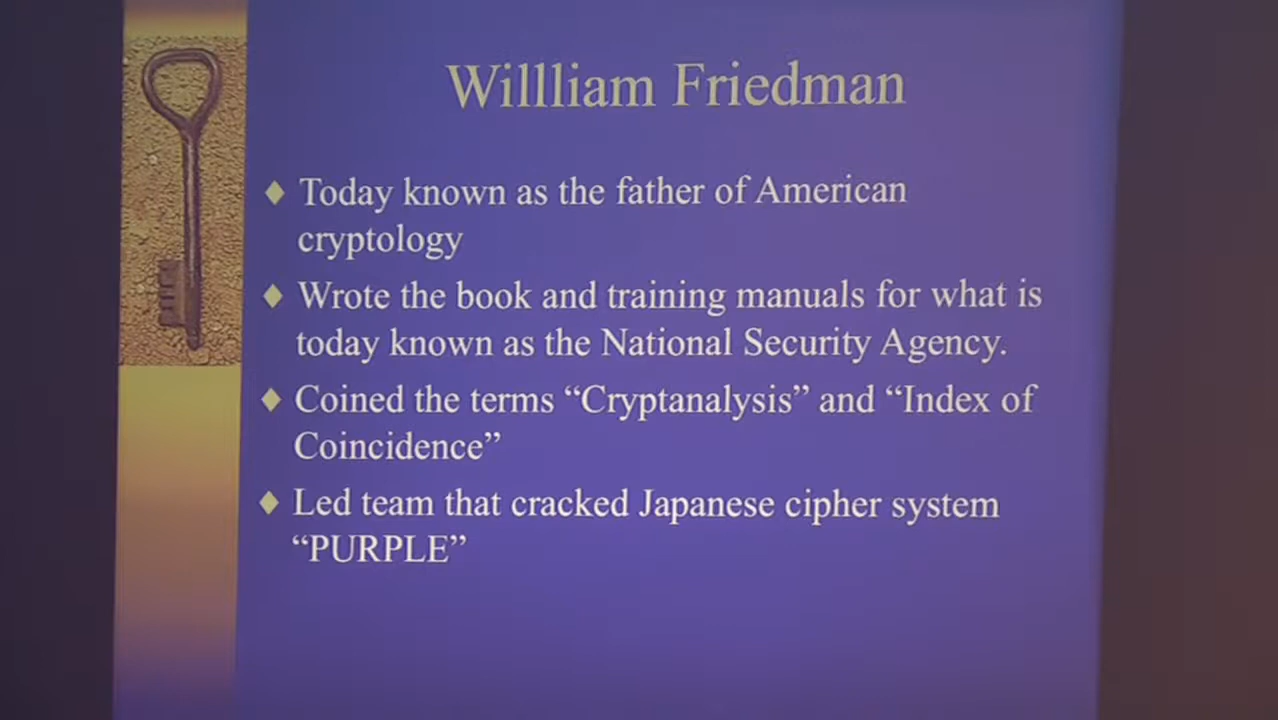 Willliam Friedman
Today known as the father of American
cryptology
Wrote the book and training manuals for what is
today known as the National Security Agency.
Coined the terms “Cryptanalysis” and “Index of
Coincidence”
Led team that cracked Japanese cipher system
“PURPLE”